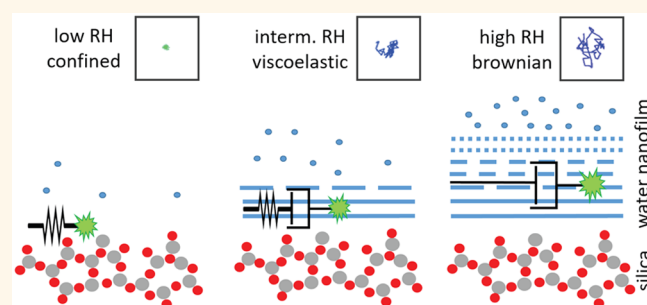 low RH
confined
interm. RH
viscoelastic
high RH
brownian
water nanofilm
silica